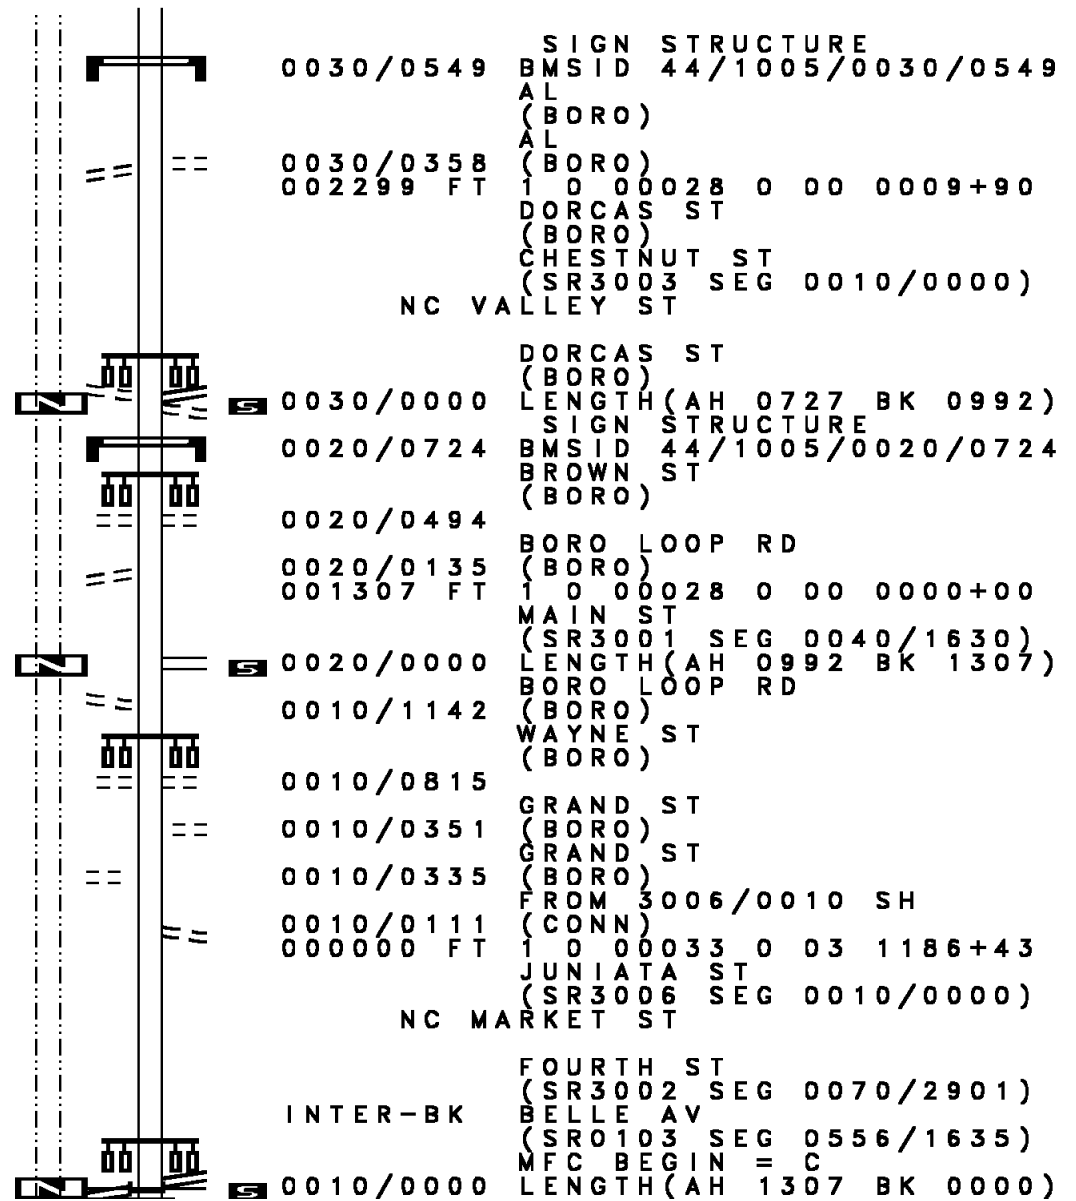 SIGN STRUCTURE
0030/0549 BMSID 44/1005/0030/0549
AL
(BORO)
AL
0030/0358 (BORO)
002299 FT 1 0 00028 0 00 0009+90
DORCAS ST
(BORO)
CHESTNUT ST
(SR3003 SEG 0010/0000)
NC VALLEY ST
DORCAS ST
(BORO)
N S 0030/0000 LENGTH(AH 0727 BK 0992)
SIGN STRUCTURE
0020/0724 BMSID 44/1005/0020/0724
BROWN ST
(BORO)
0020/0494
BORO LOOP RD
0020/0135 (BORO)
001307 FT 1 0 00028 0 00 0000+00
MAIN ST
(SR3001 SEG 0040/1630)
N S 0020/0000 LENGTH(AH 0992 BK 1307)
BORO LOOP RD
0010/1142 (BORO)
WAYNE ST
(BORO)
0010/0815
GRAND ST
0010/0351 (BORO)
GRAND ST
0010/0335 (BORO)
FROM 3006/0010 SH
0010/0111 (CONN)
000000 FT 1 0 00033 0 03 1186+43
JUNIATA ST
(SR3006 SEG 0010/0000)
NC MARKET ST
FOURTH ST
(SR3002 SEG 0070/2901)
INTER-BK BELLE AV
(SR0103 SEG 0556/1635)
MFC BEGIN = C
N S 0010/0000 LENGTH(AH 1307 BK 0000)